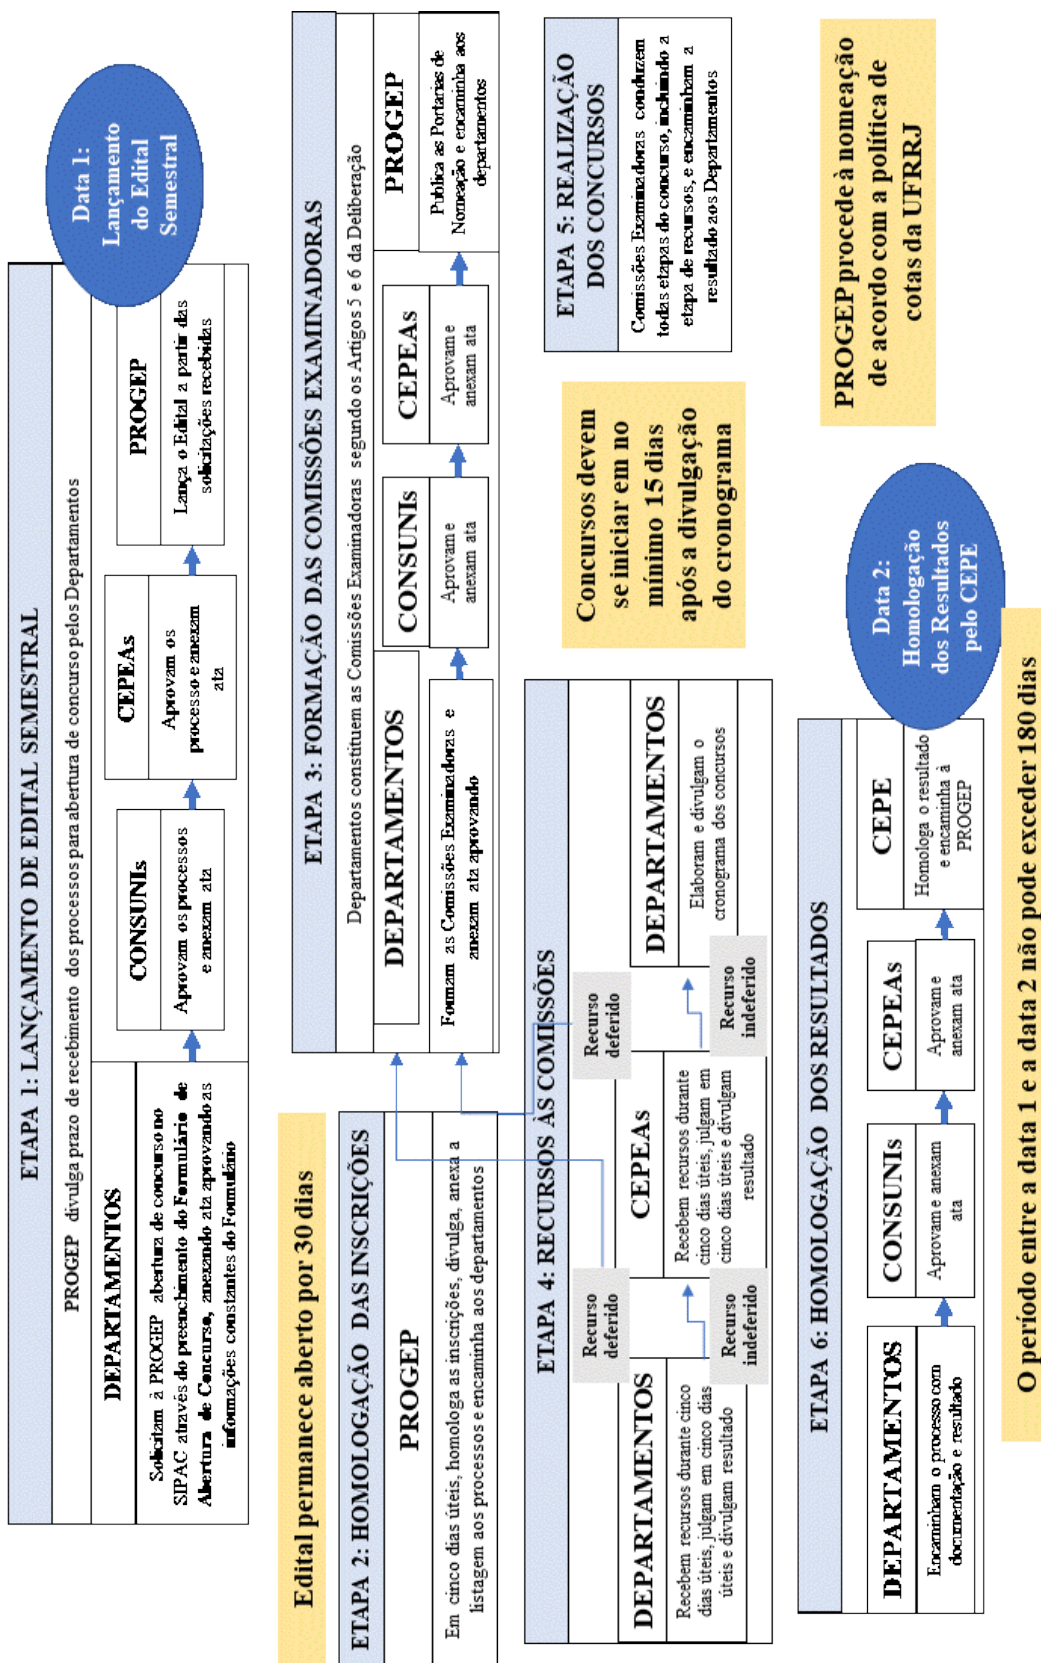 ETAPA 1: LANÇAMENTO DE EDITAL SEMESTRAL
PROGEP divulga prazo de recebimento dos processos para abertura de concurso pelos Departamentos
DEPARTAMENTOS
Solicitam à PROGEP abertura de concurso no
SIPAC através do preenchimento do Formulário de
Abertura de Concurso, anexando ata aprovando as
informações constantes do Formulário
CONSUNIs
Aprovam os processos
e anexam ata
CEPEAs
Aprovam os
processo e anexam
ata
PROGEP
Lança o Edital a partir das
solicitações recebidas
Data 1:
Lançamento
do Edital
Semestral
Edital permanece aberto por 30 dias
ETAPA 2: HOMOLOGAÇÃO DAS INSCRIÇÕES
PROGEP
Em cinco dias úteis, homologa as inscrições, divulga, anexa a
listagem aos processos e encaminha aos departamentos
ETAPA 3: FORMAÇÃO DAS COMISSÕES EXAMINADORAS
Departamentos constituem as Comissões Examinadoras segundo os Artigos 5 e 6 da Deliberação
DEPARTAMENTOS
Formam as Comissões Examinadoras e
anexam ata aprovando
CONSUNIs
Aprovam e
anexam ata
CEPEAs
Aprovam e
anexam ata
PROGEP
Publica as Portarias de
Nomeação e encaminha aos
departamentos
ETAPA 4: RECURSOS ÀS COMISSÕES
DEPARTAMENTOS
Recebem recursos durante cinco
dias úteis, julgam em cinco dias
úteis e divulgam resultado
Recurso
deferido
Recurso
indeferido
CEPEAs
Recebem recursos durante
cinco dias úteis, julgam em
cinco dias úteis e divulgam
resultado
Recurso
deferido
Recurso
indeferido
DEPARTAMENTOS
Elaboram e divulgam o
cronograma dos concursos
Concursos devem
se iniciar em no
mínimo 15 dias
após a divulgação
do cronograma
ETAPA 5: REALIZAÇÃO
DOS CONCURSOS
Comissões Examinadoras conduzem
todas etapas do concurso, incluindo a
etapa de recursos, e encaminham a
resultado aos Departamentos
ETAPA 6: HOMOLOGAÇÃO DOS RESULTADOS
DEPARTAMENTOS
Encaminham o processo com
documentação e resultado
CONSUNIs
Aprovam e anexam
ata
CEPEAs
Aprovam e
anexam ata
CEPE
Homologa o resultado
e encaminha à
PROGEP
Data 2:
Homologação
dos Resultados
pelo CEPE
PROGEP procede à nomeação
de acordo com a política de
cotas da UFRRJ
O período entre a data 1 e a data 2 não pode exceder 180 dias